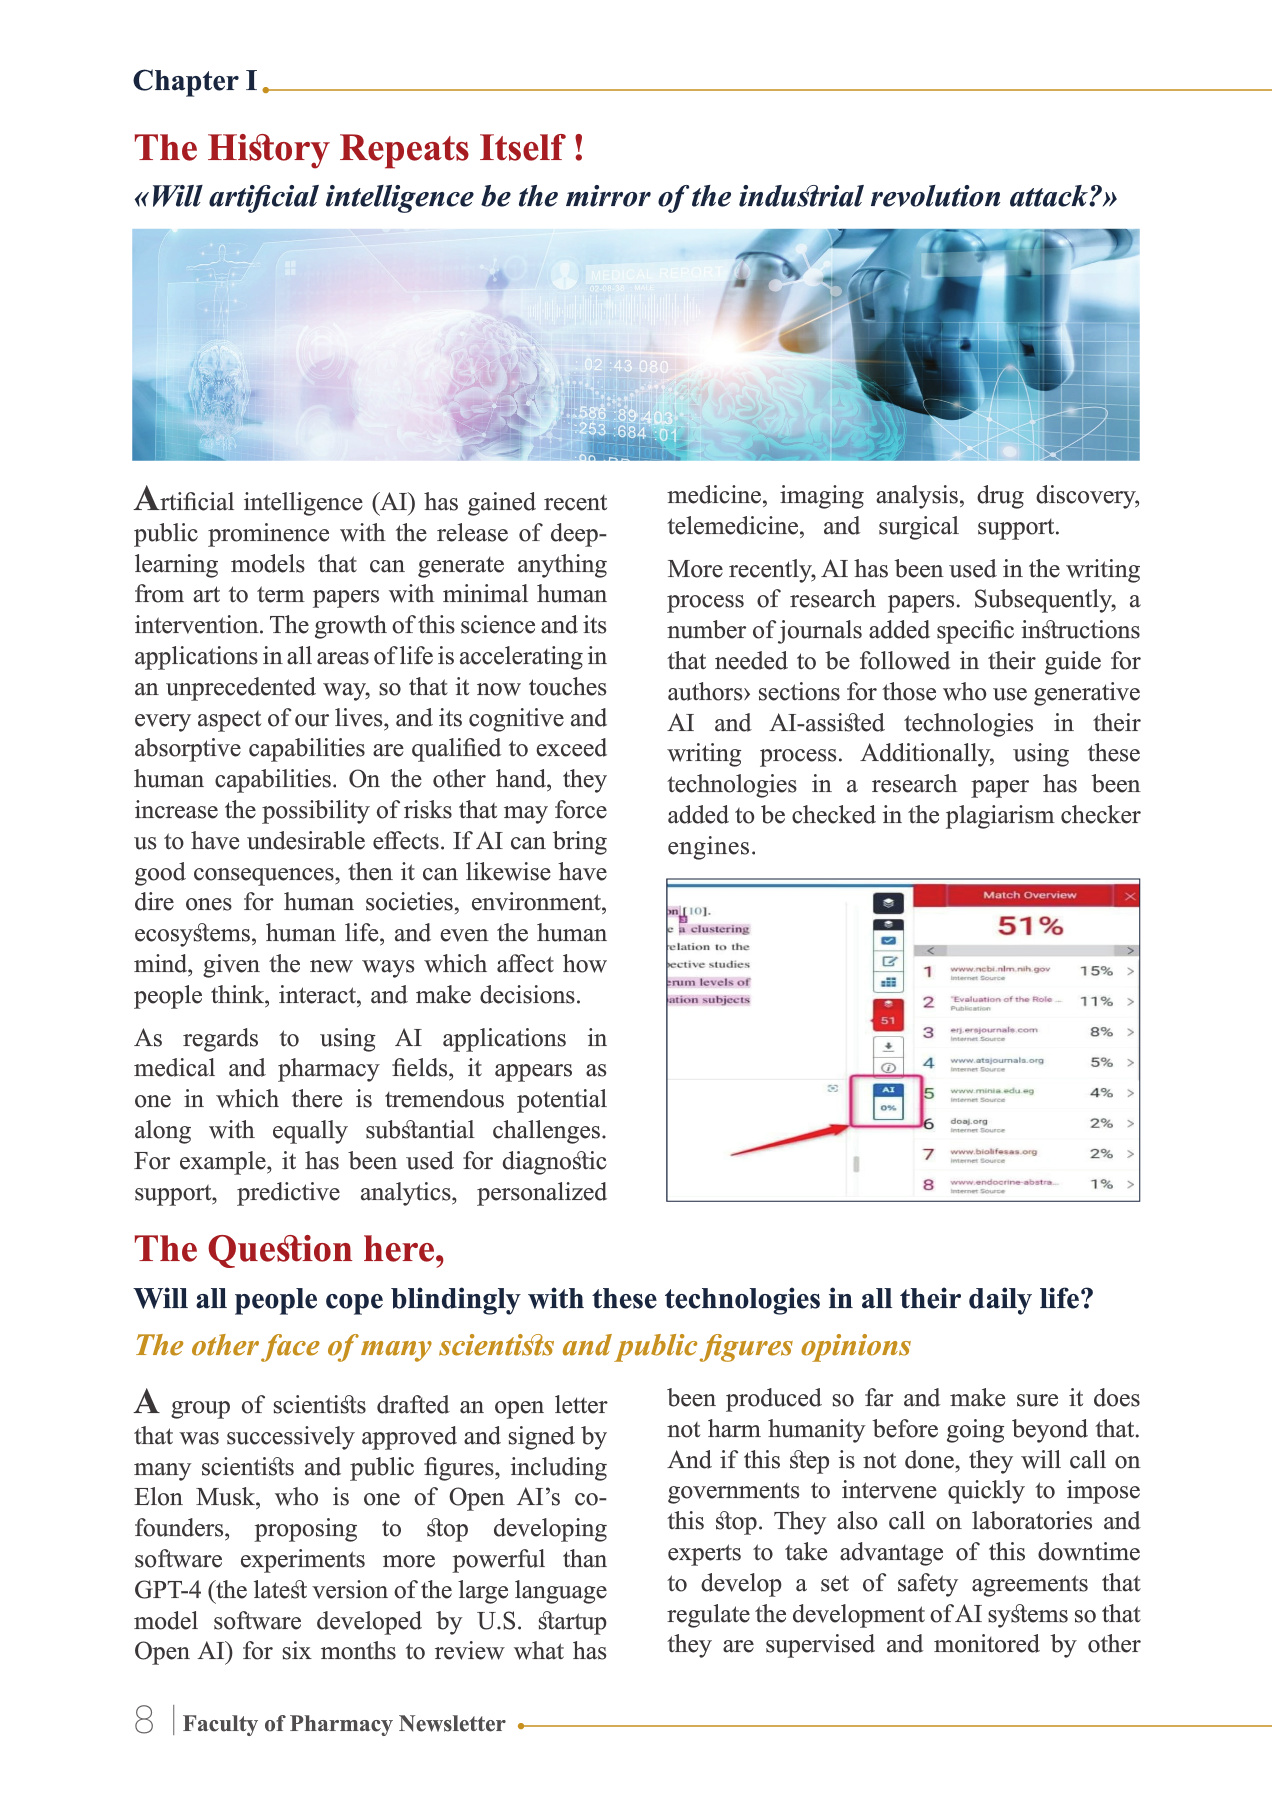 Chapter I
The History Repeats Itself !
«Will artificial intelligence be the mirror of the industrial revolution attack?»
MEDICAL REPORT
02 :43 080
:586 :89 403
:253 .684 :01
Artificial intelligence (AI) has gained recent
public prominence with the release of deep-
learning models that can generate anything
from art to term papers with minimal human
intervention. The growth of this science and its
applications in all areas of life is accelerating in
an unprecedented way, so that it now touches
every aspect of our lives, and its cognitive and
absorptive capabilities are qualified to exceed
human capabilities. On the other hand, they
increase the possibility of risks that may force
us to have undesirable effects. If AI can bring
good consequences, then it can likewise have
dire ones for human societies, environment,
ecosystems, human life, and even the human
mind, given the new ways which affect how
people think, interact, and make decisions.
As regards to using AI applications in
medical and pharmacy fields, it appears as
one in which there is tremendous potential
along with equally substantial challenges.
For example, it has been used for diagnostic
support, predictive analytics, personalized
medicine, imaging analysis, drug discovery,
telemedicine, and surgical support.
More recently, AI has been used in the writing
process of research papers. Subsequently, a
number of journals added specific instructions
that needed to be followed in their guide for
authors› sections for those who use generative
AI and AI-assisted technologies in their
writing process. Additionally, using these
technologies in a research paper has been
added to be checked in the plagiarism checker
engines.
on [10].
e a clustering
relation to the
pective studies
erum levels of
ation subjects
51
AI
0%
Match Overview
51%
1 www.ncbi.nlm.nih.gov 15% >
Internet Source
2 "Evaluation of the Role ... 11% >
Publication
3 erj.ersjournals.com 8% >
Internet Source
4 www.atsjournals.org 5% >
Internet Source
5 www.minia.edu.eg 4% >
Internet Source
6 doaj.org 2% >
Internet Source
7 www.biolifesas.org 2% >
Internet Source
8 www.endocrine-abstra... 1% >
Internet Source
The Question here,
Will all people cope blindingly with these technologies in all their daily life?
The other face of many scientists and public figures opinions
A group of scientists drafted an open letter
that was successively approved and signed by
many scientists and public figures, including
Elon Musk, who is one of Open AI’s co-
founders, proposing to stop developing
software experiments more powerful than
GPT-4 (the latest version of the large language
model software developed by U.S. startup
Open AI) for six months to review what has
been produced so far and make sure it does
not harm humanity before going beyond that.
And if this step is not done, they will call on
governments to intervene quickly to impose
this stop. They also call on laboratories and
experts to take advantage of this downtime
to develop a set of safety agreements that
regulate the development of AI systems so that
they are supervised and monitored by other
8 Faculty of Pharmacy Newsletter